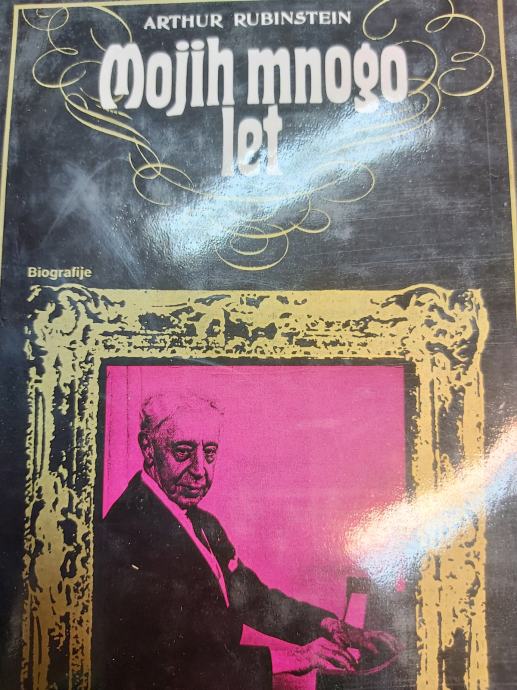 ARTHUR RUBINSTEIN
Mojih mnogo
let
Biografije